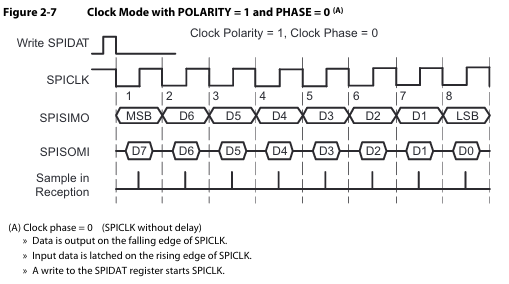 Figure 2-7 Clock Mode with POLARITY = 1 and PHASE = 0 (A)
Clock Polarity = 1, Clock Phase = 0
Write SPIDAT
SPICLK
1 2 3 4 5 6 7 8
SPISIMO MSB D6 D5 D4 D3 D2 D1 LSB
SPISOMI D7 D6 D5 D4 D3 D2 D1 D0
Sample in
Reception
(A) Clock phase = 0 (SPICLK without delay)
» Data is output on the falling edge of SPICLK.
» Input data is latched on the rising edge of SPICLK.
» A write to the SPIDAT register starts SPICLK.